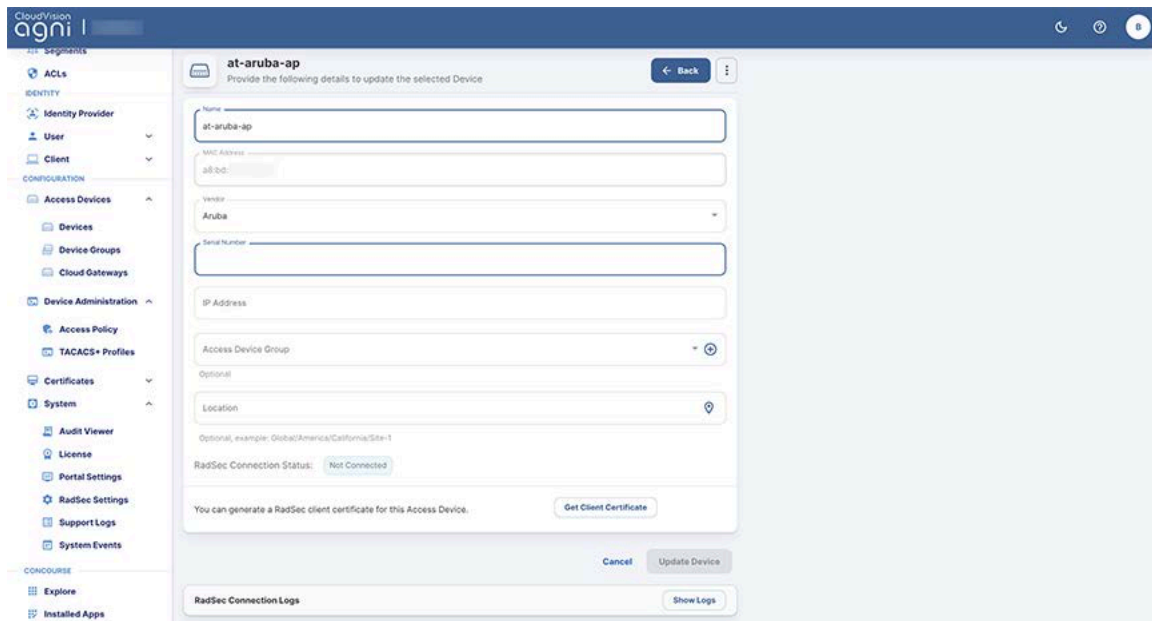 CloudVision
agni
Segments
ACLs
IDENTITY
Identity Provider
User
Client
CONFIGURATION
Access Devices
Devices
Device Groups
Cloud Gateways
Device Administration
Access Policy
TACACS+ Profiles
Certificates
System
Audit Viewer
License
Portal Settings
RadSec Settings
Support Logs
System Events
CONCOURSE
Explore
Installed Apps
B
at-aruba-ap
Provide the following details to update the selected Device
Back
Name
at-aruba-ap
MAC Address
a8:bd:
Vendor
Aruba
Serial Number
IP Address
Access Device Group
Optional
Location
Optional, example: Global/America/California/Site-1
RadSec Connection Status: Not Connected
You can generate a RadSec client certificate for this Access Device. Get Client Certificate
Cancel Update Device
RadSec Connection Logs Show Logs